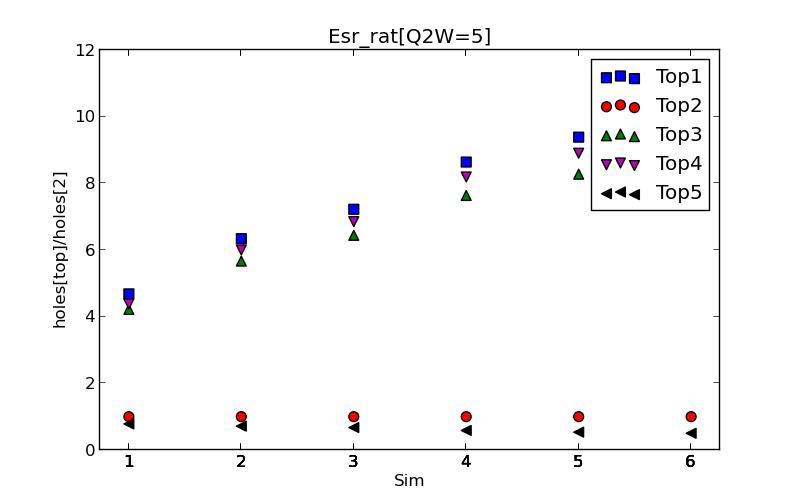 Esr_rat[Q2W=5]
12
10
8
6
4
2
0
holes[top]/holes[2]
Top1
Top2
Top3
Top4
Top5
1 2 3 4 5 6
Sim